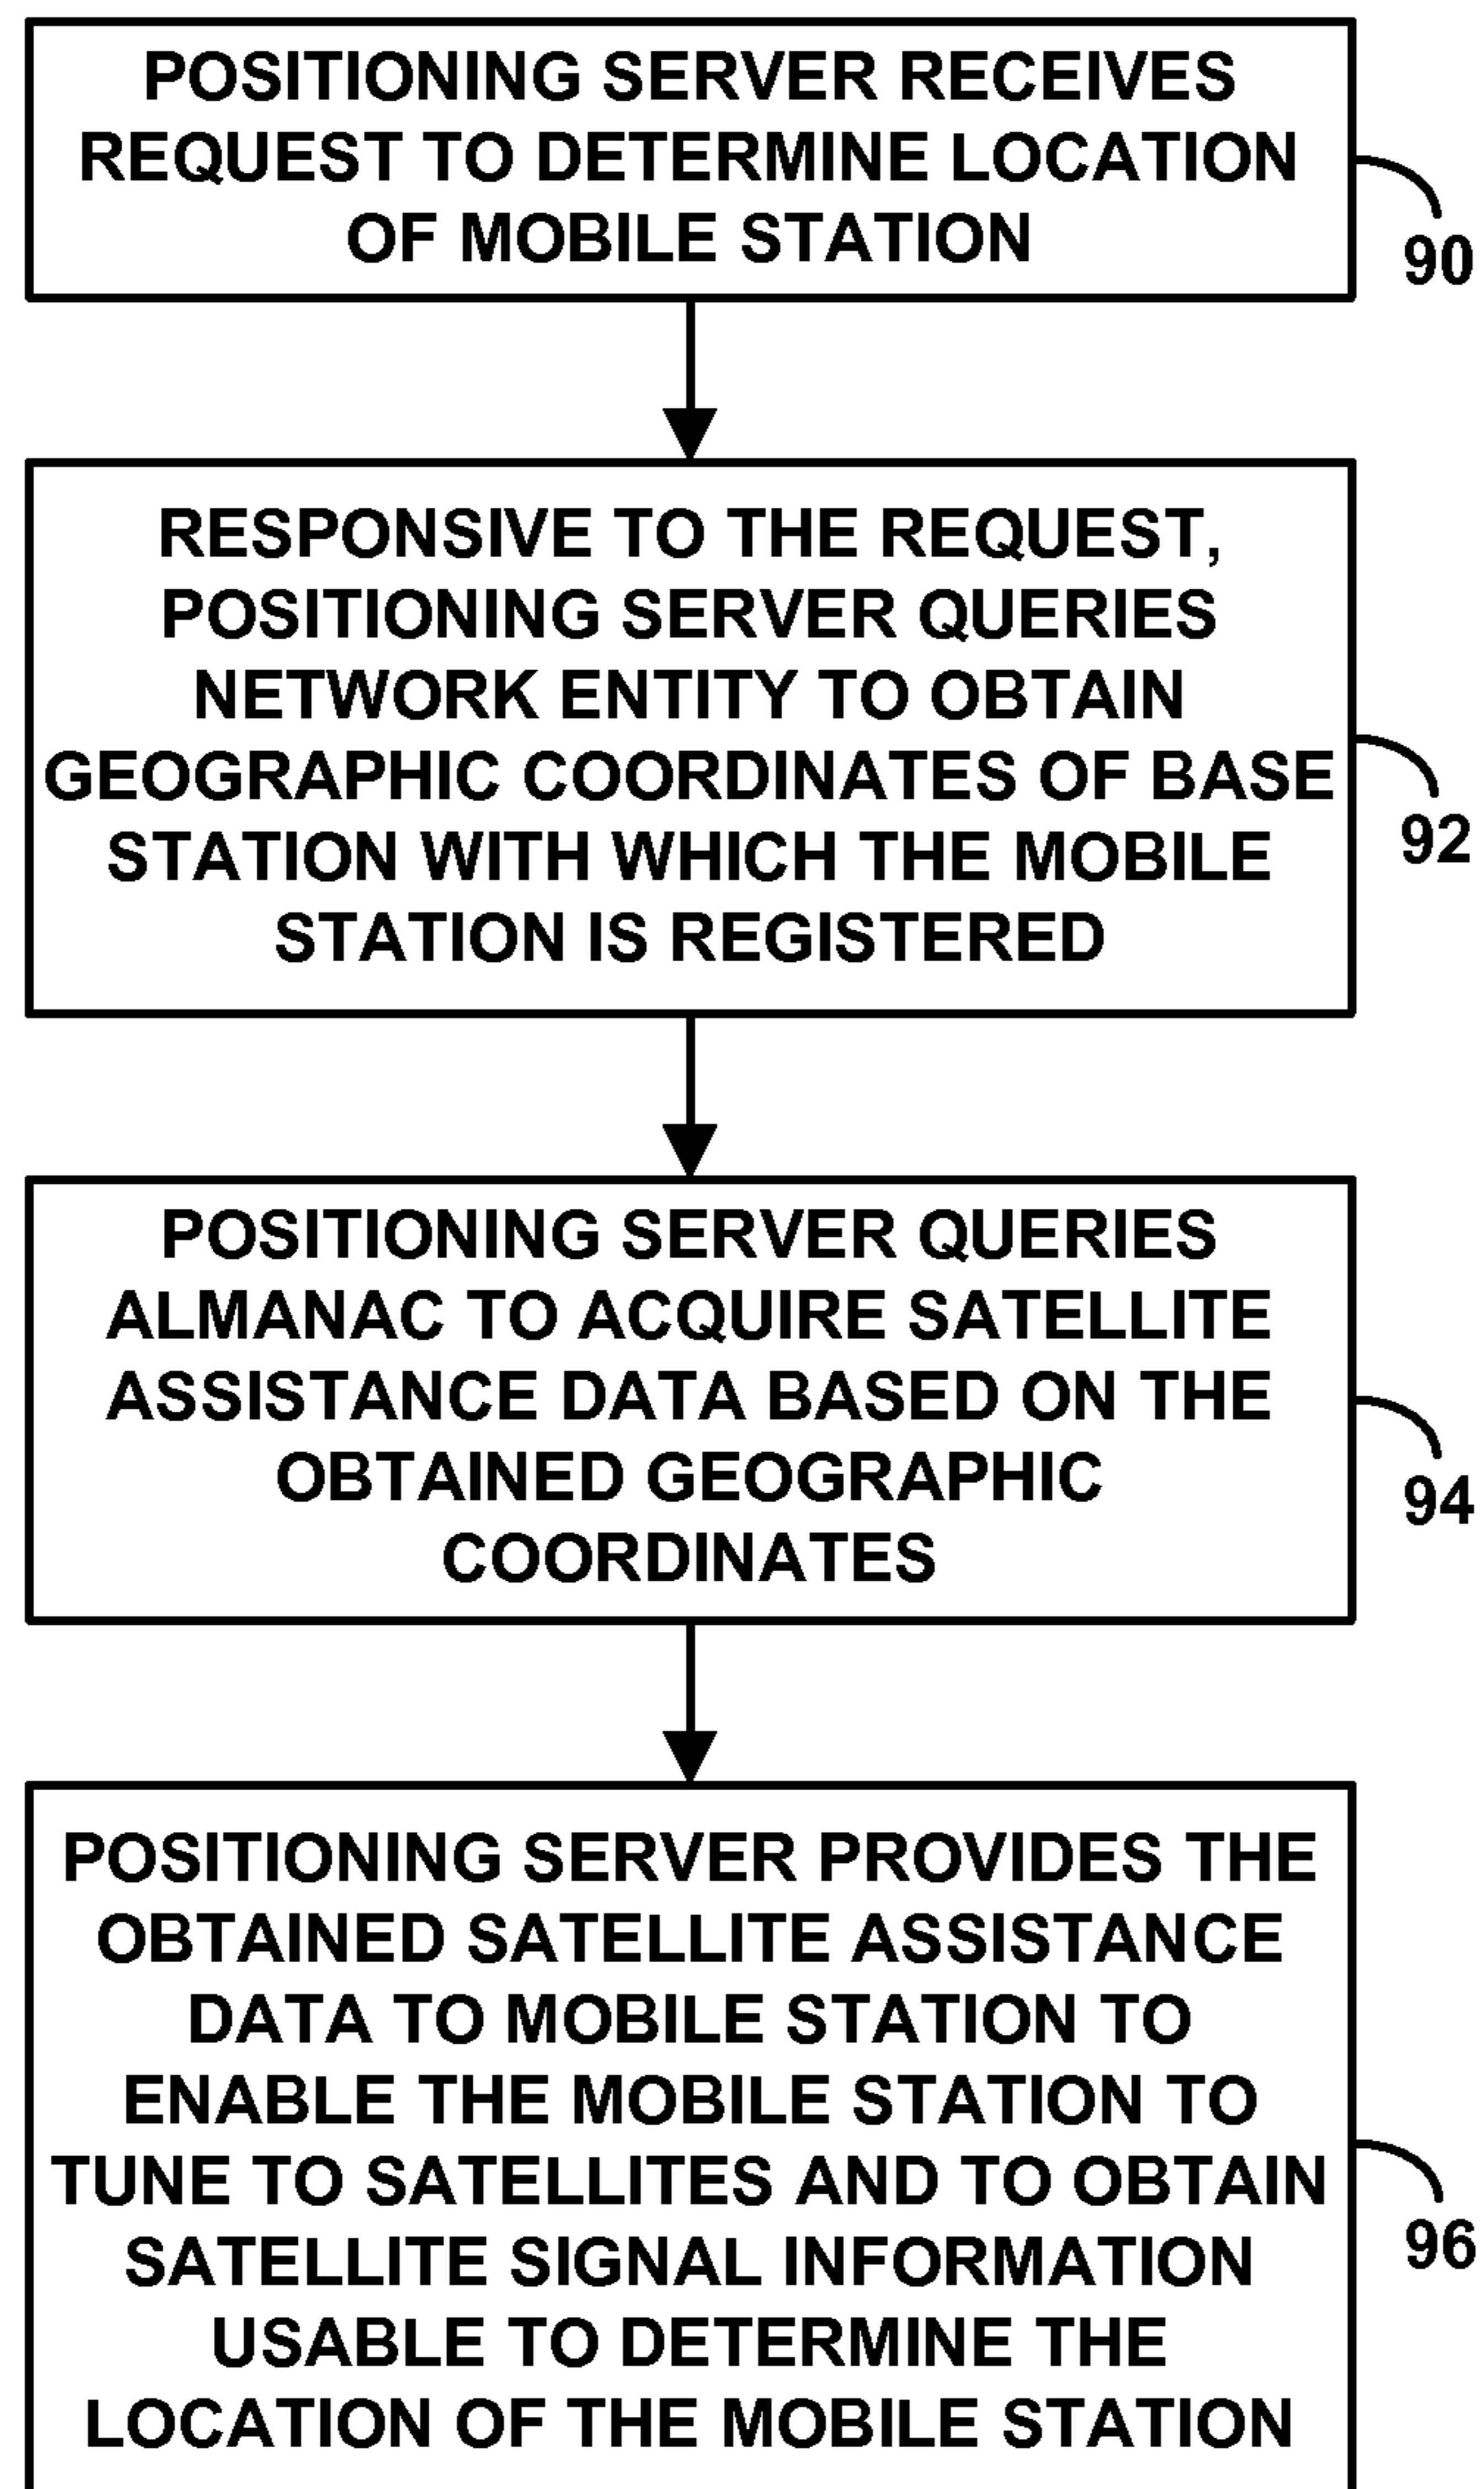 POSITIONING SERVER RECEIVES
REQUEST TO DETERMINE LOCATION
OF MOBILE STATION
90
RESPONSIVE TO THE REQUEST,
POSITIONING SERVER QUERIES
NETWORK ENTITY TO OBTAIN
GEOGRAPHIC COORDINATES OF BASE
STATION WITH WHICH THE MOBILE
STATION IS REGISTERED
92
POSITIONING SERVER QUERIES
ALMANAC TO ACQUIRE SATELLITE
ASSISTANCE DATA BASED ON THE
OBTAINED GEOGRAPHIC
COORDINATES
94
POSITIONING SERVER PROVIDES THE
OBTAINED SATELLITE ASSISTANCE
DATA TO MOBILE STATION TO
ENABLE THE MOBILE STATION TO
TUNE TO SATELLITES AND TO OBTAIN
SATELLITE SIGNAL INFORMATION
USABLE TO DETERMINE THE
LOCATION OF THE MOBILE STATION
96